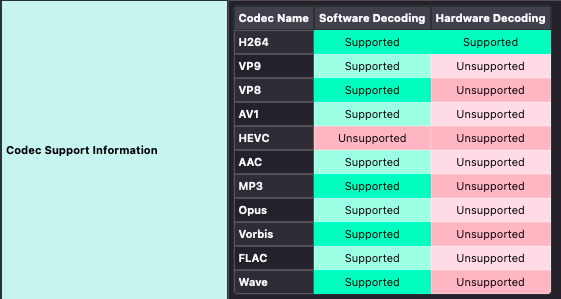 Codec Support Information
Codec Name Software Decoding Hardware Decoding
H264 Supported Supported
VP9 Supported Unsupported
VP8 Supported Unsupported
AV1 Supported Unsupported
HEVC Unsupported Unsupported
AAC Supported Unsupported
MP3 Supported Unsupported
Opus Supported Unsupported
Vorbis Supported Unsupported
FLAC Supported Unsupported
Wave Supported Unsupported